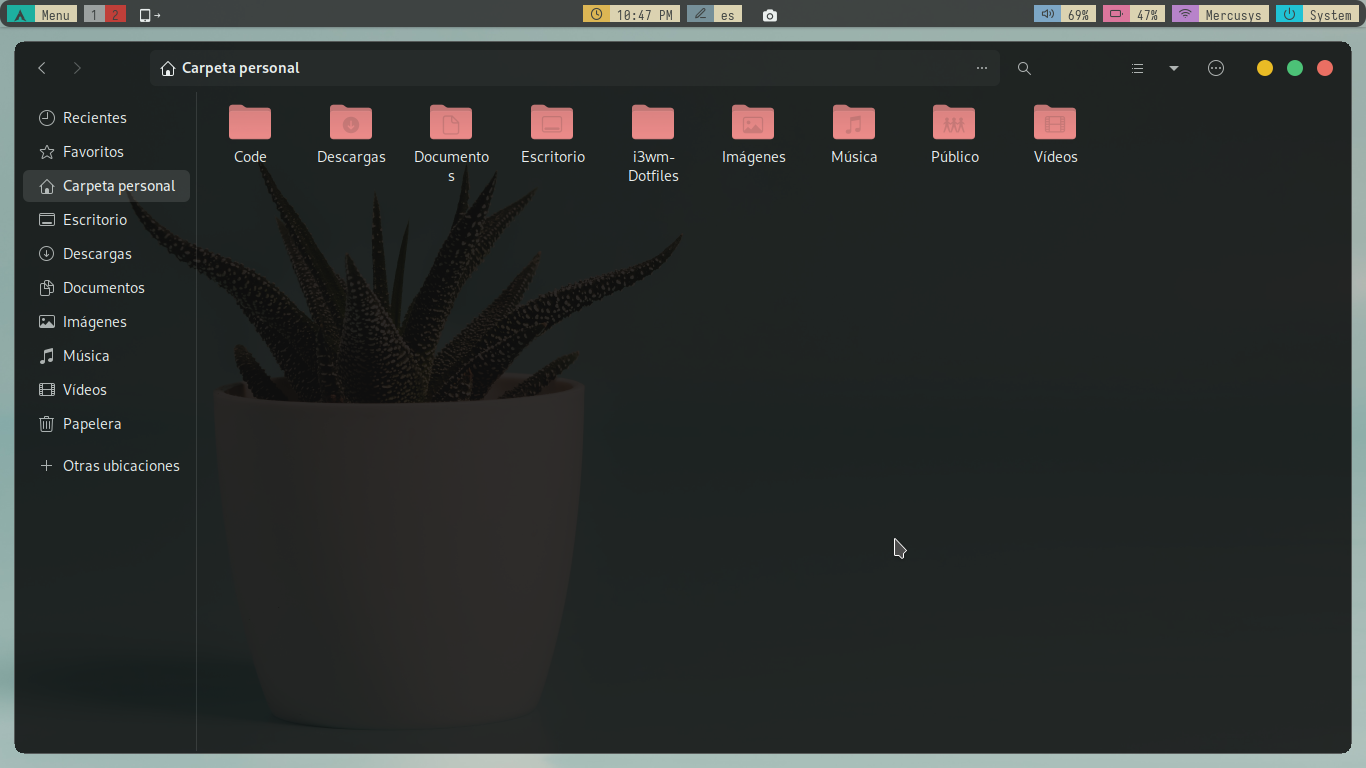 Menu 1 2 10:47 PM es 69% 47% Mercusys System
Carpeta personal
Recientes
Favoritos
Carpeta personal
Escritorio
Descargas
Documentos
Imágenes
Música
Vídeos
Papelera
Otras ubicaciones
Code Descargas Documento Escritorio i3wm- Imágenes Música Público Vídeos
s Dotfiles